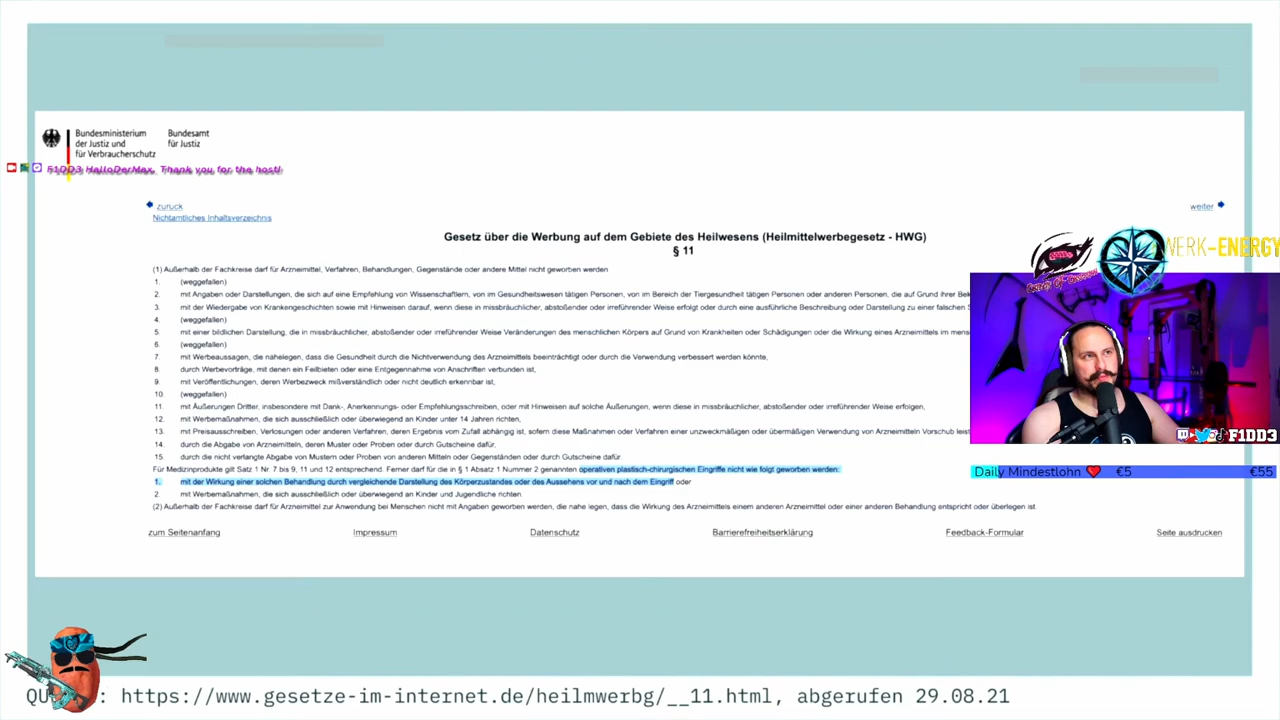 Bundesministerium
der Justiz und
für Verbraucherschutz
Bundesamt
für Justiz
F1DD3 HalloDerMax, Thank you for the host!
zurück
weiter
Nichtamtliches Inhaltsverzeichnis
Gesetz über die Werbung auf dem Gebiete des Heilwesens (Heilmittelwerbegesetz - HWG)
§ 11
(1) Außerhalb der Fachkreise darf für Arzneimittel, Verfahren, Behandlungen, Gegenstände oder andere Mittel nicht geworben werden
1. (weggefallen)
2. mit Angaben oder Darstellungen, die sich auf eine Empfehlung von Wissenschaftlern, von im Gesundheitswesen tätigen Personen, von im Bereich der Tiergesundheit tätigen Personen oder anderen Personen, die auf Grund ihrer
3. mit der Wiedergabe von Krankengeschichten sowie mit Hinweisen darauf, wenn diese in missbräuchlicher, abstoßender oder irreführender Weise erfolgt oder durch eine ausführliche Beschreibung oder Darstellung zu einer falschen
4. (weggefallen)
5. mit einer bildlichen Darstellung, die in missbräuchlicher, abstoßender oder irreführender Weise Veränderungen des menschlichen Körpers auf Grund von Krankheiten oder Schädigungen oder die Wirkung eines Arzneimittels im
6. (weggefallen)
7. mit Werbeaussagen, die nahelegen, dass die Gesundheit durch die Nichtverwendung des Arzneimittels beeinträchtigt oder durch die Verwendung verbessert werden könnte,
8. durch Werbevorträge, mit denen ein Feilbieten oder eine Entgegennahme von Anschriften verbunden ist,
9. mit Veröffentlichungen, deren Werbezweck mißverständlich oder nicht deutlich erkennbar ist,
10. (weggefallen)
11. mit Äußerungen Dritter, insbesondere mit Dank-, Anerkennungs- oder Empfehlungsschreiben, oder mit Hinweisen auf solche Äußerungen, wenn diese in missbräuchlicher, abstoßender oder irreführender Weise erfolgen,
12. mit Werbemaßnahmen, die sich ausschließlich oder überwiegend an Kinder unter 14 Jahren richten,
13. mit Preisausschreiben, Verlosungen oder anderen Verfahren, deren Ergebnis vom Zufall abhängig ist, sofern diese Maßnahmen oder Verfahren einer unzweckmäßigen oder übermäßigen Verwendung von Arzneimitteln Vorschub
14. durch die Abgabe von Arzneimitteln, deren Muster oder Proben oder durch Gutscheine dafür,
15. durch die nicht verlangte Abgabe von Mustern oder Proben von anderen Mitteln oder Gegenständen oder durch Gutscheine dafür.
Für Medizinprodukte gilt Satz 1 Nr. 7 bis 9, 11 und 12 entsprechend. Ferner darf für die in § 1 Absatz 1 Nummer 2 genannten operativen plastisch-chirurgischen Eingriffe nicht wie folgt geworben werden:
1. mit der Wirkung einer solchen Behandlung durch vergleichende Darstellung des Körperzustandes oder des Aussehens vor und nach dem Eingriff oder
2. mit Werbemaßnahmen, die sich ausschließlich oder überwiegend an Kinder und Jugendliche richten.
(2) Außerhalb der Fachkreise darf für Arzneimittel zur Anwendung bei Menschen nicht mit Angaben geworben werden, die nahe legen, dass die Wirkung des Arzneimittels einem anderen Arzneimittel oder einer anderen Behandlung entspricht oder überlegen ist.
zum Seitenanfang
Impressum
Datenschutz
Barrierefreiheitserklärung
Feedback-Formular
Seite ausdrucken
WERK-ENERGY
F1DD3
Daily Mindestlohn €5 €55
: https://www.gesetze-im-internet.de/heilmwerbg/__11.html, abgerufen 29.08.21